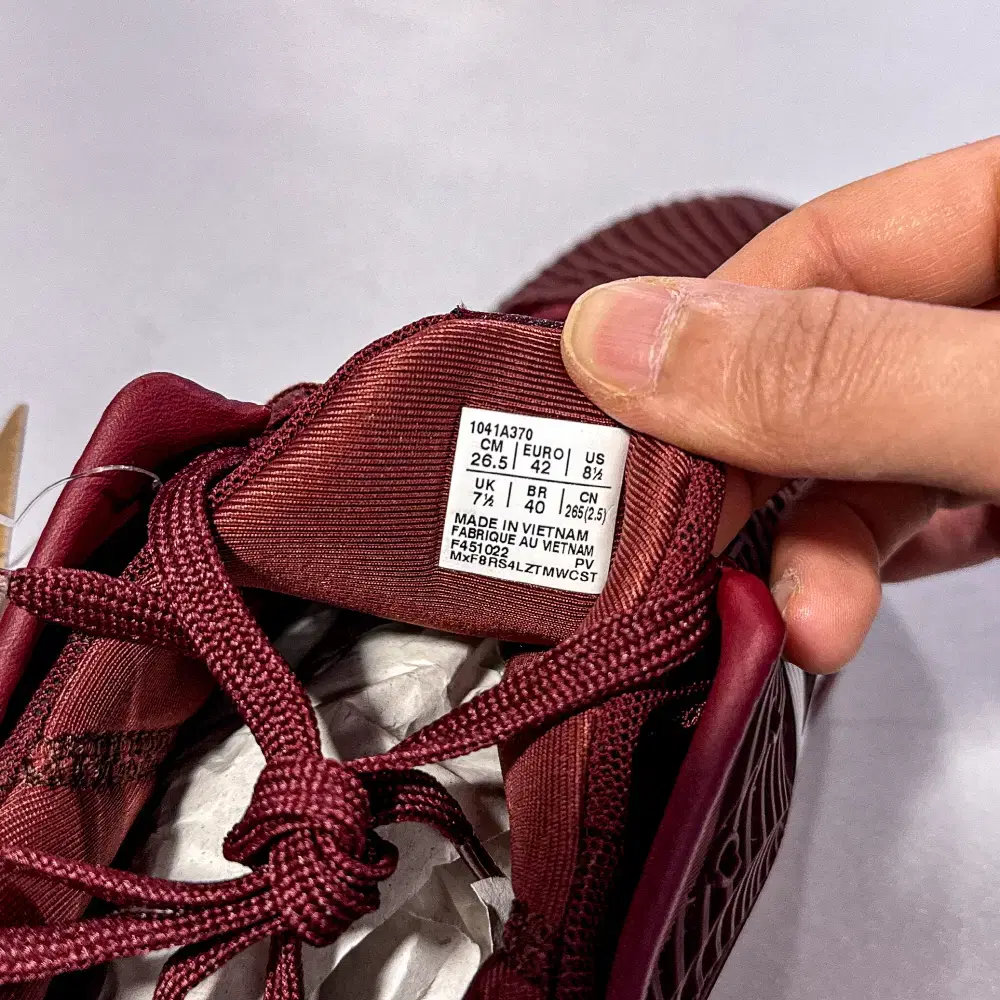 1041A370
CM 26.5 | EURO 42 | US 8½
UK 7½ | BR 40 | CN 265(2.5)
MADE IN VIETNAM
FABRIQUE AU VIETNAM
F451022 PV
MxF8RS4LZTMWCST